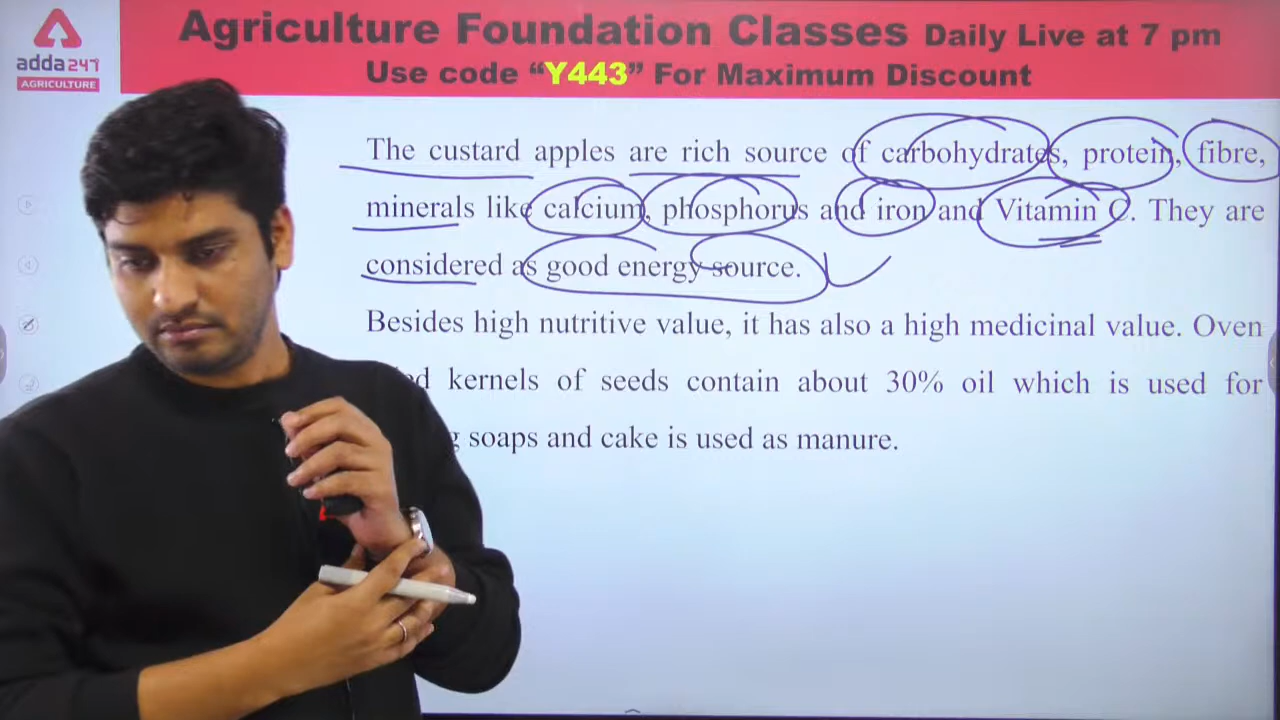 Agriculture Foundation Classes Daily Live at 7 pm
Use code “Y443” For Maximum Discount
adda247
AGRICULTURE
The custard apples are rich source of carbohydrates, protein, fibre,
minerals like calcium, phosphorus and iron and Vitamin C. They are
considered as good energy source.
Besides high nutritive value, it has also a high medicinal value. Oven
kernels of seeds contain about 30% oil which is used for
soaps and cake is used as manure.